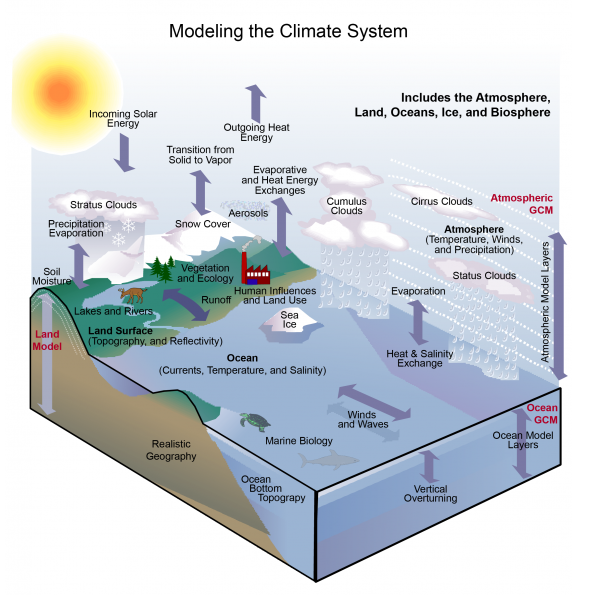 Modeling the Climate System
Includes the Atmosphere,
Land, Oceans, Ice, and Biosphere
Incoming Solar
Energy
Outgoing Heat
Energy
Transition from
Solid to Vapor
Evaporative
and Heat Energy
Exchanges
Stratus Clouds
Precipitation
Evaporation
Snow Cover
Aerosols
Cumulus
Clouds
Cirrus Clouds
Atmospheric
GCM
Atmosphere
(Temperature, Winds,
and Precipitation)
Status Clouds
Atmospheric Model Layers
Soil
Moisture
Vegetation
and Ecology
Human Influences
and Land Use
Lakes and Rivers
Runoff
Evaporation
Land
Model
Land Surface
(Topography, and Reflectivity)
Sea
Ice
Heat & Salinity
Exchange
Ocean
(Currents, Temperature, and Salinity)
Winds
and Waves
Ocean
GCM
Ocean Model
Layers
Realistic
Geography
Marine Biology
Ocean
Bottom
Topograpy
Vertical
Overturning